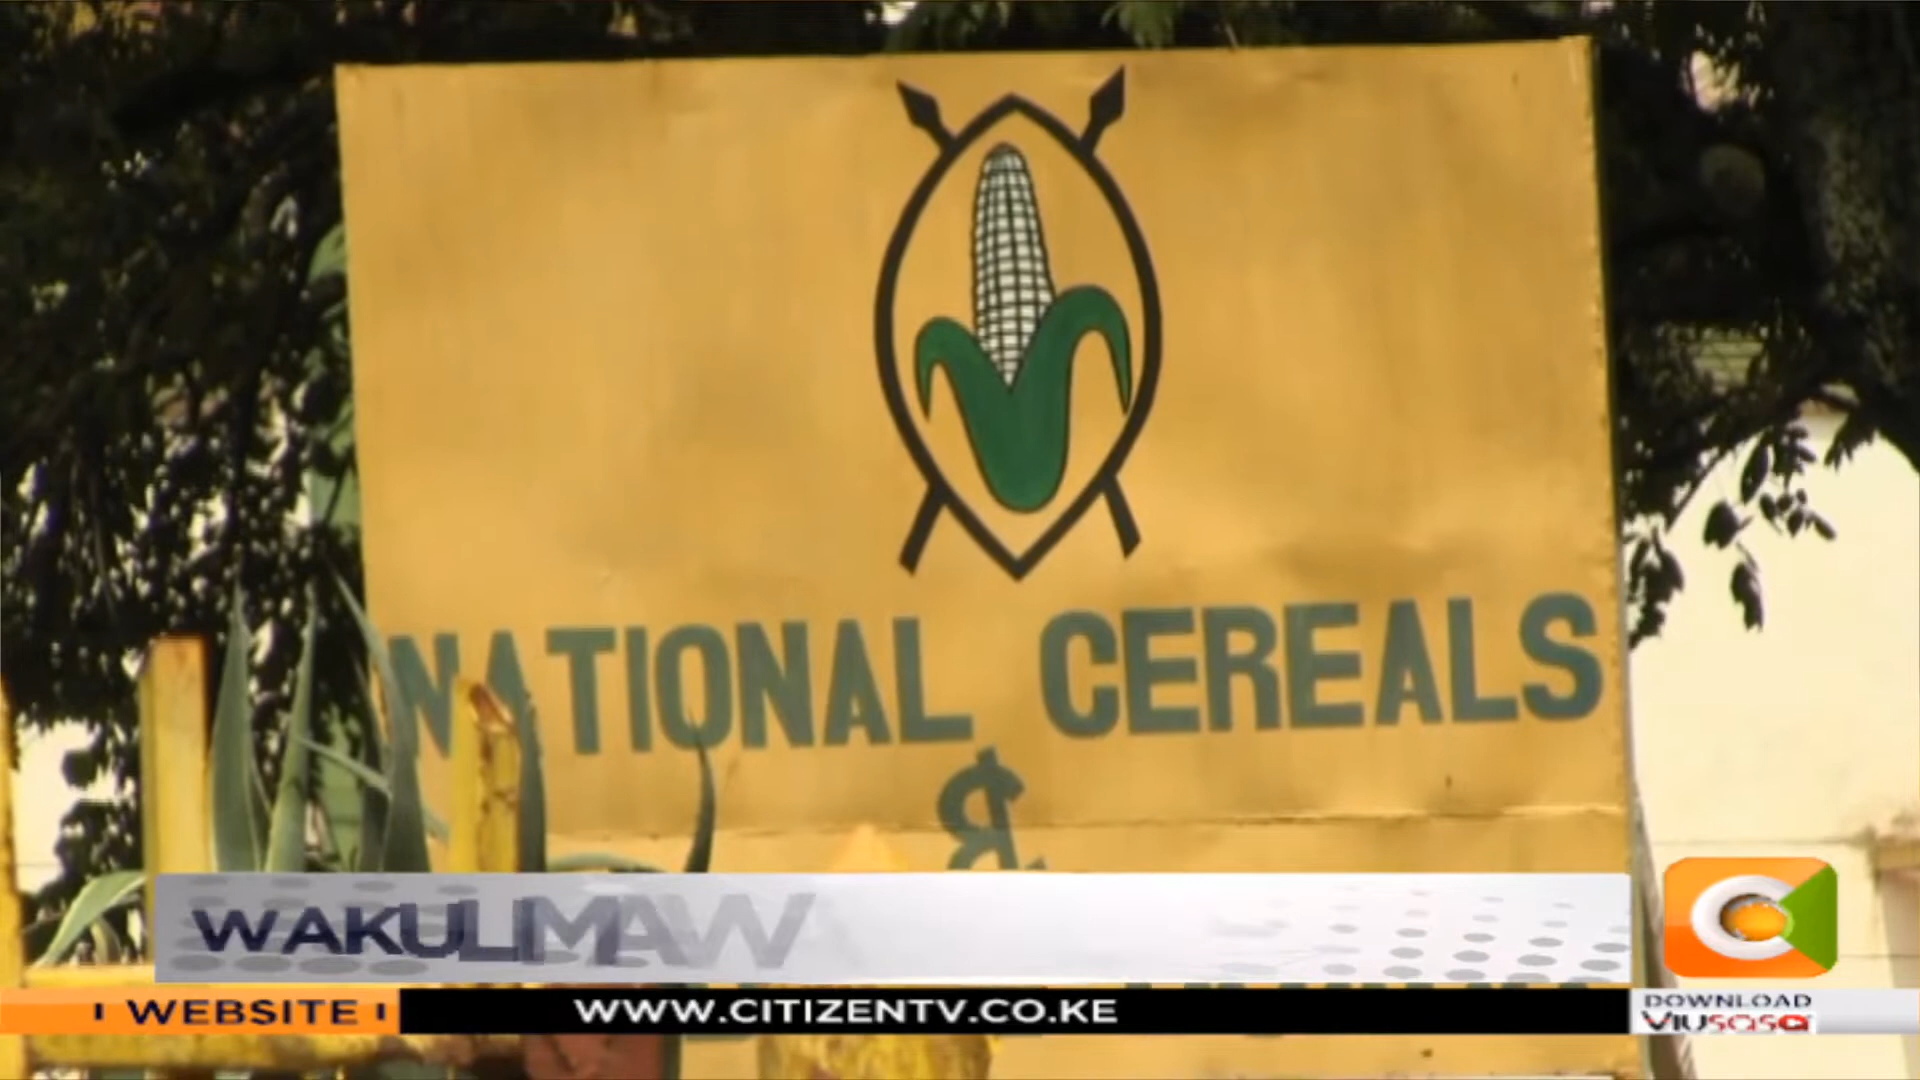 NATIONAL CEREALS
&
WAKULIMA W
WEBSITE
WWW.CITIZENTV.CO.KE
DOWNLOAD
VIUSASA